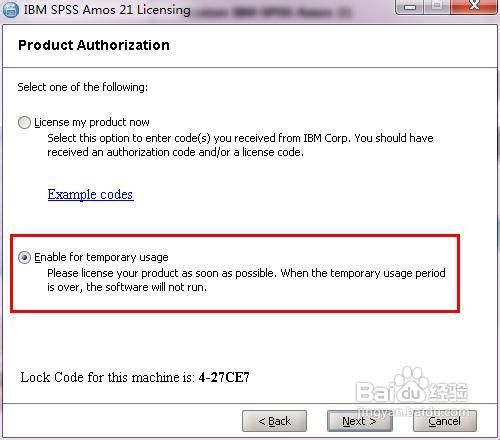 IBM SPSS Amos 21 Licensing
Product Authorization
Select one of the following:
License my product now
Select this option to enter code(s) you received from IBM Corp. You should have
received an authorization code and/or a license code.
Example codes
Enable for temporary usage
Please license your product as soon as possible. When the temporary usage period
is over, the software will not run.
Lock Code for this machine is: 4-27CE7
Baidu经验
jingyan.baidu.com
< Back
Next >
Cancel